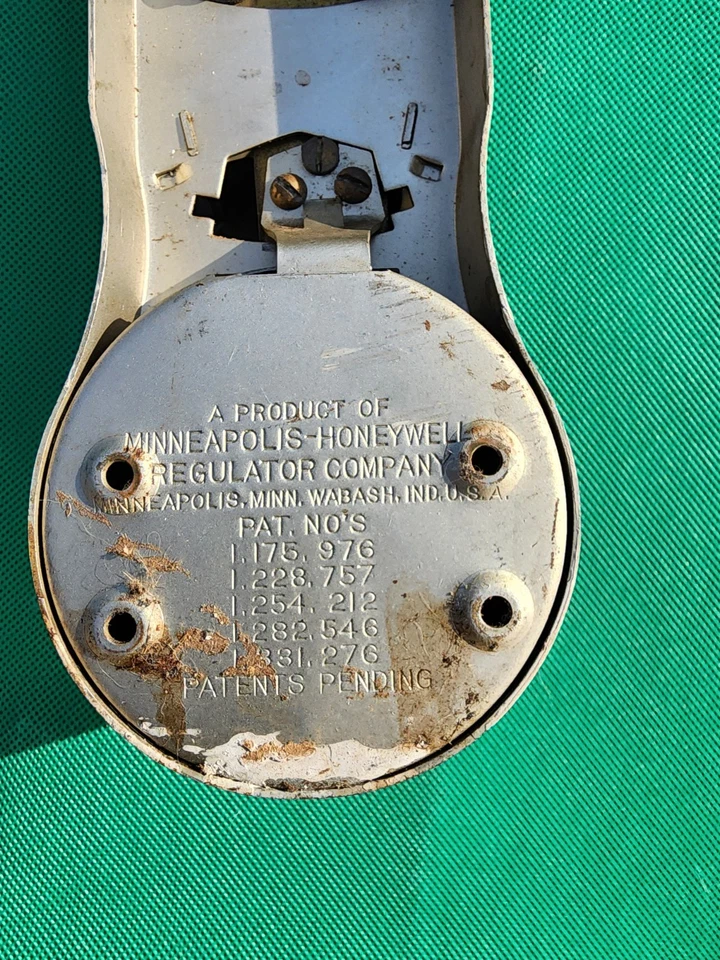 A PRODUCT OF
MINNEAPOLIS-HONEYWELL
REGULATOR COMPANY
MINNEAPOLIS, MINN. WABASH, IND. U.S.A.
PAT. NO'S
1,175,976
1,228,757
1,254,212
1,282,546
1,331,276
PATENTS PENDING